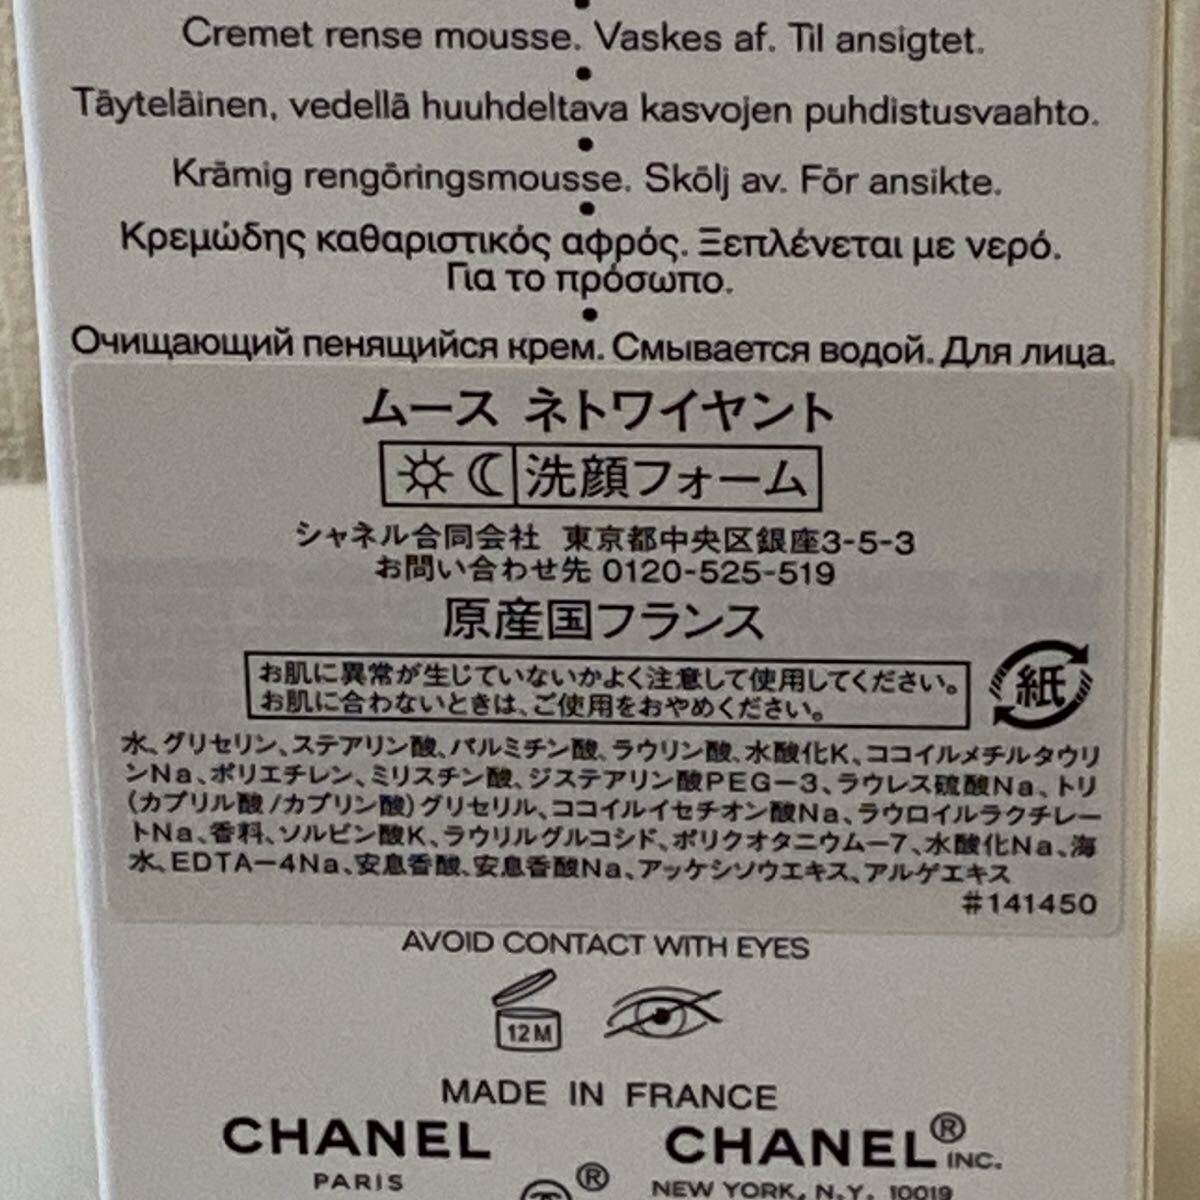 Cremet rense mousse. Vaskes af. Til ansigtet.
Täyteläinen, vedellä huuhdeltava kasvojen puhdistusvaahto.
Krämig rengöringsmousse. Skölj av. För ansikte.
Κρεμώδης καθαριστικός αφρός. Ξεπλένεται με νερό.
Για το πρόσωπο.
Очищающий пенящийся крем. Смывается водой. Для лица.
ムース ネトワイヤント
洗顔フォーム
シャネル合同会社 東京都中央区銀座3-5-3
お問い合わせ先 0120-525-519
原産国フランス
お肌に異常が生じていないかよく注意して使用してください。
お肌に合わないときは、ご使用をおやめください。
紙
水、グリセリン、ステアリン酸、パルミチン酸、ラウリン酸、水酸化K、ココイルメチルタウリ
ンNa、ポリエチレン、ミリスチン酸、ジステアリン酸PEG－3、ラウレス硫酸Na、トリ
(カプリル酸/カプリン酸)グリセリル、ココイルイセチオン酸Na、ラウロイルラクチレー
トNa、香料、ソルビン酸K、ラウリルグルコシド、ポリクオタニウム－7、水酸化Na、海
水、EDTA－4Na、安息香酸、安息香酸Na、アッケシソウエキス、アルゲエキス
#141450
AVOID CONTACT WITH EYES
12M
MADE IN FRANCE
CHANEL
PARIS
®
CHANEL® INC.
NEW YORK, N.Y. 10019